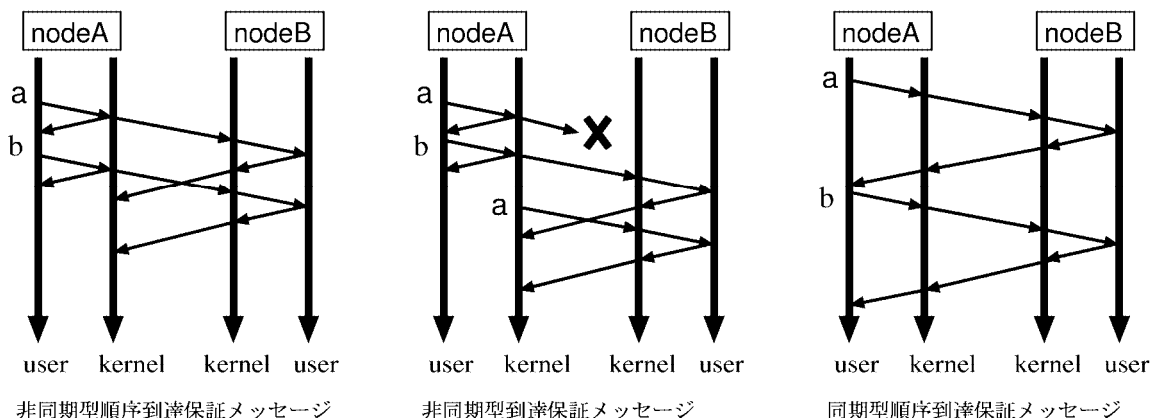 nodeA nodeB
a
b
user kernel kernel user
非同期型順序到達保証メッセージ
nodeA nodeB
a
b
a
user kernel kernel user
非同期型到達保証メッセージ
nodeA nodeB
a
b
user kernel kernel user
同期型順序到達保証メッセージ